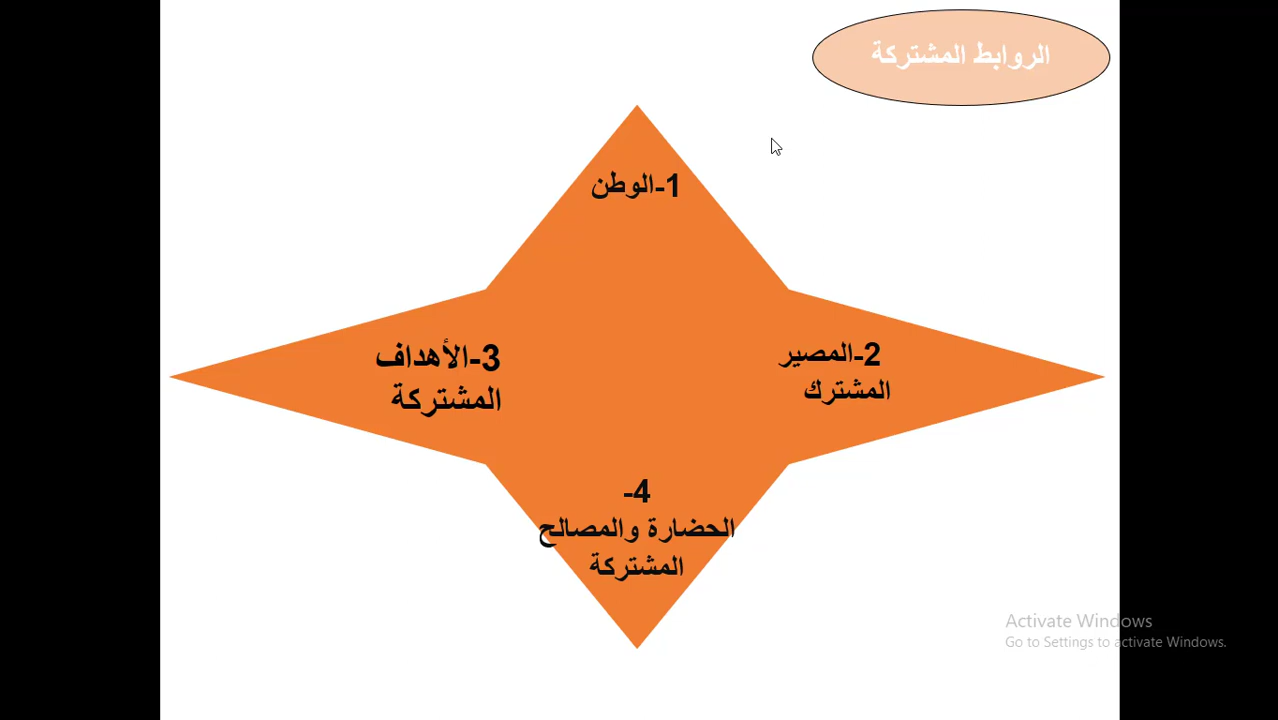 الروابط المشتركة
1-الوطن
2-المصير
المشترك
3-الأهداف
المشتركة
4-
الحضارة والمصالح
المشتركة
Activate Windows
Go to Settings to activate Windows.